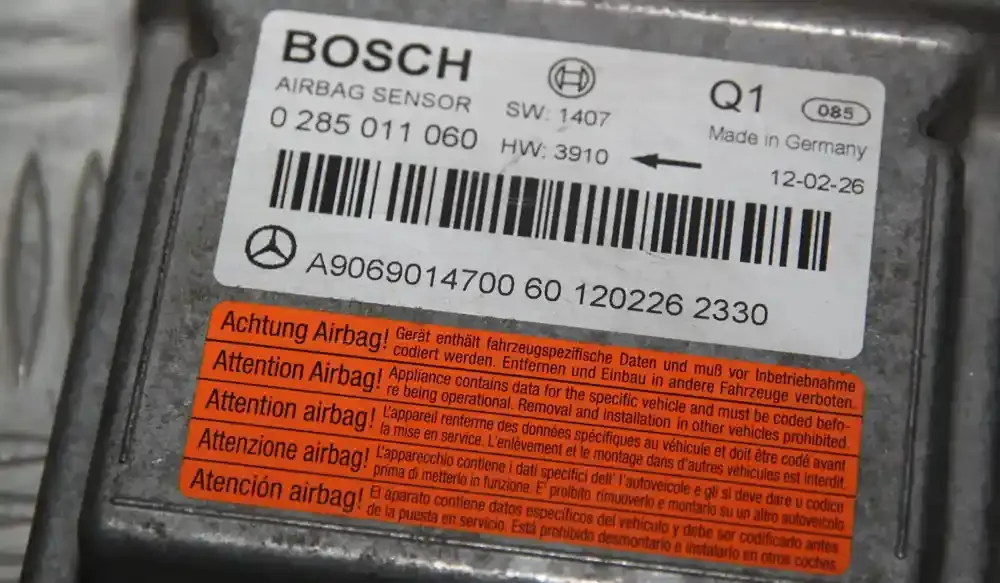 BOSCH
AIRBAG SENSOR
0 285 011 060
SW: 1407
HW: 3910
Q1
085
Made in Germany
12-02-26
A9069014700 60 120226 2330
Achtung Airbag!
Gerät enthält fahrzeugspezifische Daten und muß vor Inbetriebnahme
codiert werden. Entfernen und Einbau in andere Fahrzeuge verboten.
Attention Airbag!
Appliance contains data for the specific vehicle and must be coded befo-
re being operational. Removal and installation in other vehicles prohibited.
Attention airbag!
L'appareil renferme des données spécifiques au véhicule et doit être codé avant
la mise en service. L'enlèvement et le montage dans d'autres véhicules est interdit.
Attenzione airbag!
L'apparecchio contiene i dati specifici dell' l'autoveicole e gli si deve dare u codice
prima di metterlo in funzione. E' proibito rimuoverlo e montarlo su un altro autoveicolo
Atención airbag!
El aparato contiene datos específicos del vehículo y debe ser codificado antes
de la puesta en servicio. Está prohibido desmontarlo e instalarlo en otros coches.